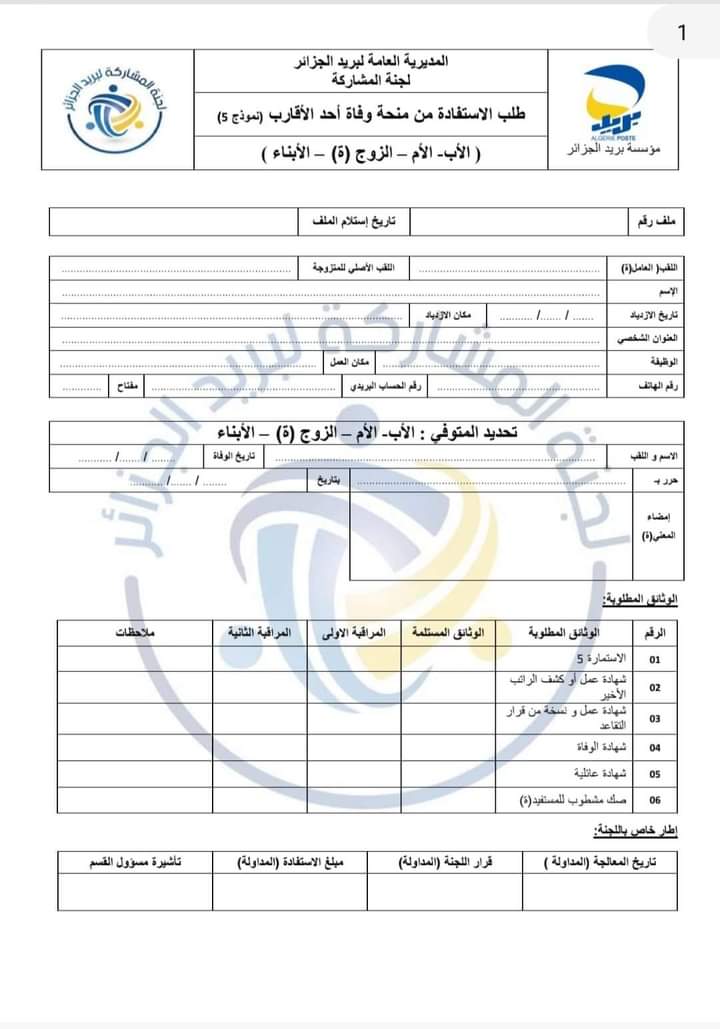 1
المديرية العامة لبريد الجزائر
لجنة المشاركة
طلب الاستفادة من منحة وفاة أحد الأقارب (نموذج 5)
( الأب- الأم – الزوج (ة) – الأبناء )
لجنة المشاركة لبريد الجزائر
بريد
ALGERIE POSTE
مؤسسة بريد الجزائر
ملف رقم
تاريخ إستلام الملف
اللقب( العامل(ة)
اللقب الأصلي للمتزوجة
الإسم
تاريخ الازدياد ....... / ....../ ...........
مكان الازدياد
العنوان الشخصي
الوظيفة
مكان العمل
رقم الهاتف
رقم الحساب البريدي
مفتاح
تحديد المتوفي : الأب- الأم – الزوج (ة) – الأبناء
الاسم و اللقب
تاريخ الوفاة ........ / ....../ ...........
حرر بـ
بتاريخ ........ / ....../ ...........
إمضاء
المعني(ة)
لجنة المشاركة لبريد الجزائر
الوثائق المطلوبة:
الرقم الوثائق المطلوبة الوثائق المستلمة المراقبة الاولى المراقبة الثانية ملاحظات
01 الاستمارة 5
02 شهادة عمل أو كشف الراتب
الأخير
03 شهادة عمل و نسخة من قرار
التقاعد
04 شهادة الوفاة
05 شهادة عائلية
06 صك مشطوب للمستفيد(ة)
إطار خاص باللجنة:
تاريخ المعالجة (المداولة ) قرار اللجنة (المداولة) مبلغ الاستفادة (المداولة) تأشيرة مسؤول القسم